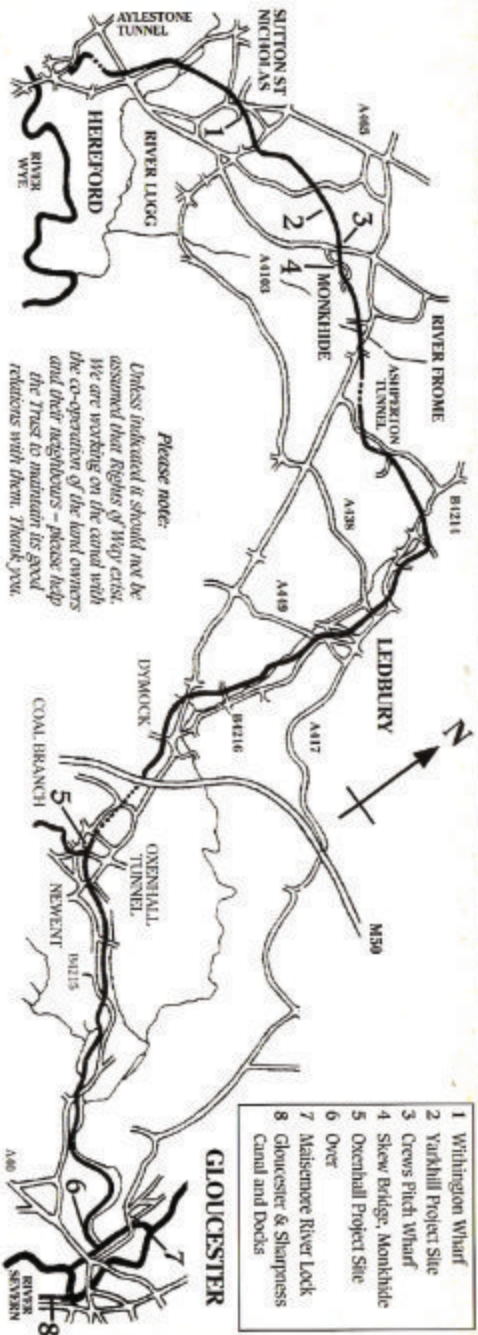 AYLESTONE
TUNNEL
SUTTON ST
NICHOLAS
A465
1
HEREFORD
RIVER
WYE
RIVER LUGG
2
3
4
MONKHIDE
A4103
RIVER FROME
ASHPERTON
TUNNEL
B4214
A438
A449
LEDBURY
A417
N
DYMOCK
B4216
COAL BRANCH
5
OXENHALL
TUNNEL
NEWENT
M50
B4215
6
GLOUCESTER
7
A40
RIVER
SEVERN
8
Please note:
Unless indicated it should not be
assumed that Rights of Way exist.
We are working on the canal with
the co-operation of the land owners
and their neighbours - please help
the Trust to maintain its good
relations with them. Thank you.
1 Withington Wharf
2 Yarkhill Project Site
3 Crews Pitch Wharf
4 Skew Bridge, Monkhide
5 Oxenhall Project Site
6 Over
7 Maisemore River Lock
8 Gloucester & Sharpness
Canal and Docks